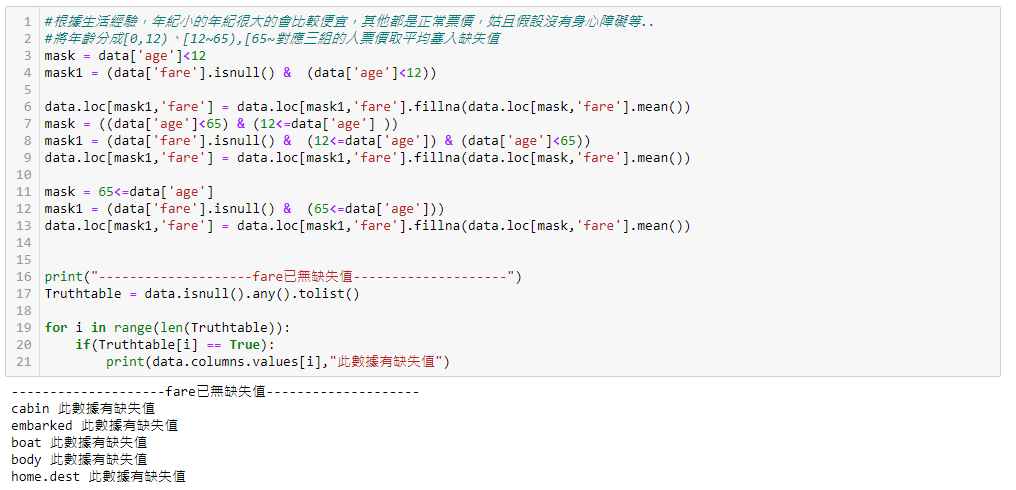 1 #根據生活經驗，年紀小的年紀很大的會比較便宜，其他都是正常票價，姑且假設沒有身心障礙等..
2 #將年齡分成[0,12)、[12~65),[65~對應三組的人票價取平均塞入缺失值
3 mask = data['age']<12
4 mask1 = (data['fare'].isnull() &  (data['age']<12))
5
6 data.loc[mask1,'fare'] = data.loc[mask1,'fare'].fillna(data.loc[mask,'fare'].mean())
7 mask = ((data['age']<65) & (12<=data['age'] ))
8 mask1 = (data['fare'].isnull() &  (12<=data['age']) & (data['age']<65))
9 data.loc[mask1,'fare'] = data.loc[mask1,'fare'].fillna(data.loc[mask,'fare'].mean())
10
11 mask = 65<=data['age']
12 mask1 = (data['fare'].isnull() &  (65<=data['age']))
13 data.loc[mask1,'fare'] = data.loc[mask1,'fare'].fillna(data.loc[mask,'fare'].mean())
14
15
16 print("--------------------fare已無缺失值--------------------")
17 Truthtable = data.isnull().any().tolist()
18
19 for i in range(len(Truthtable)):
20     if(Truthtable[i] == True):
21         print(data.columns.values[i],"此數據有缺失值")
--------------------fare已無缺失值--------------------
cabin 此數據有缺失值
embarked 此數據有缺失值
boat 此數據有缺失值
body 此數據有缺失值
home.dest 此數據有缺失值